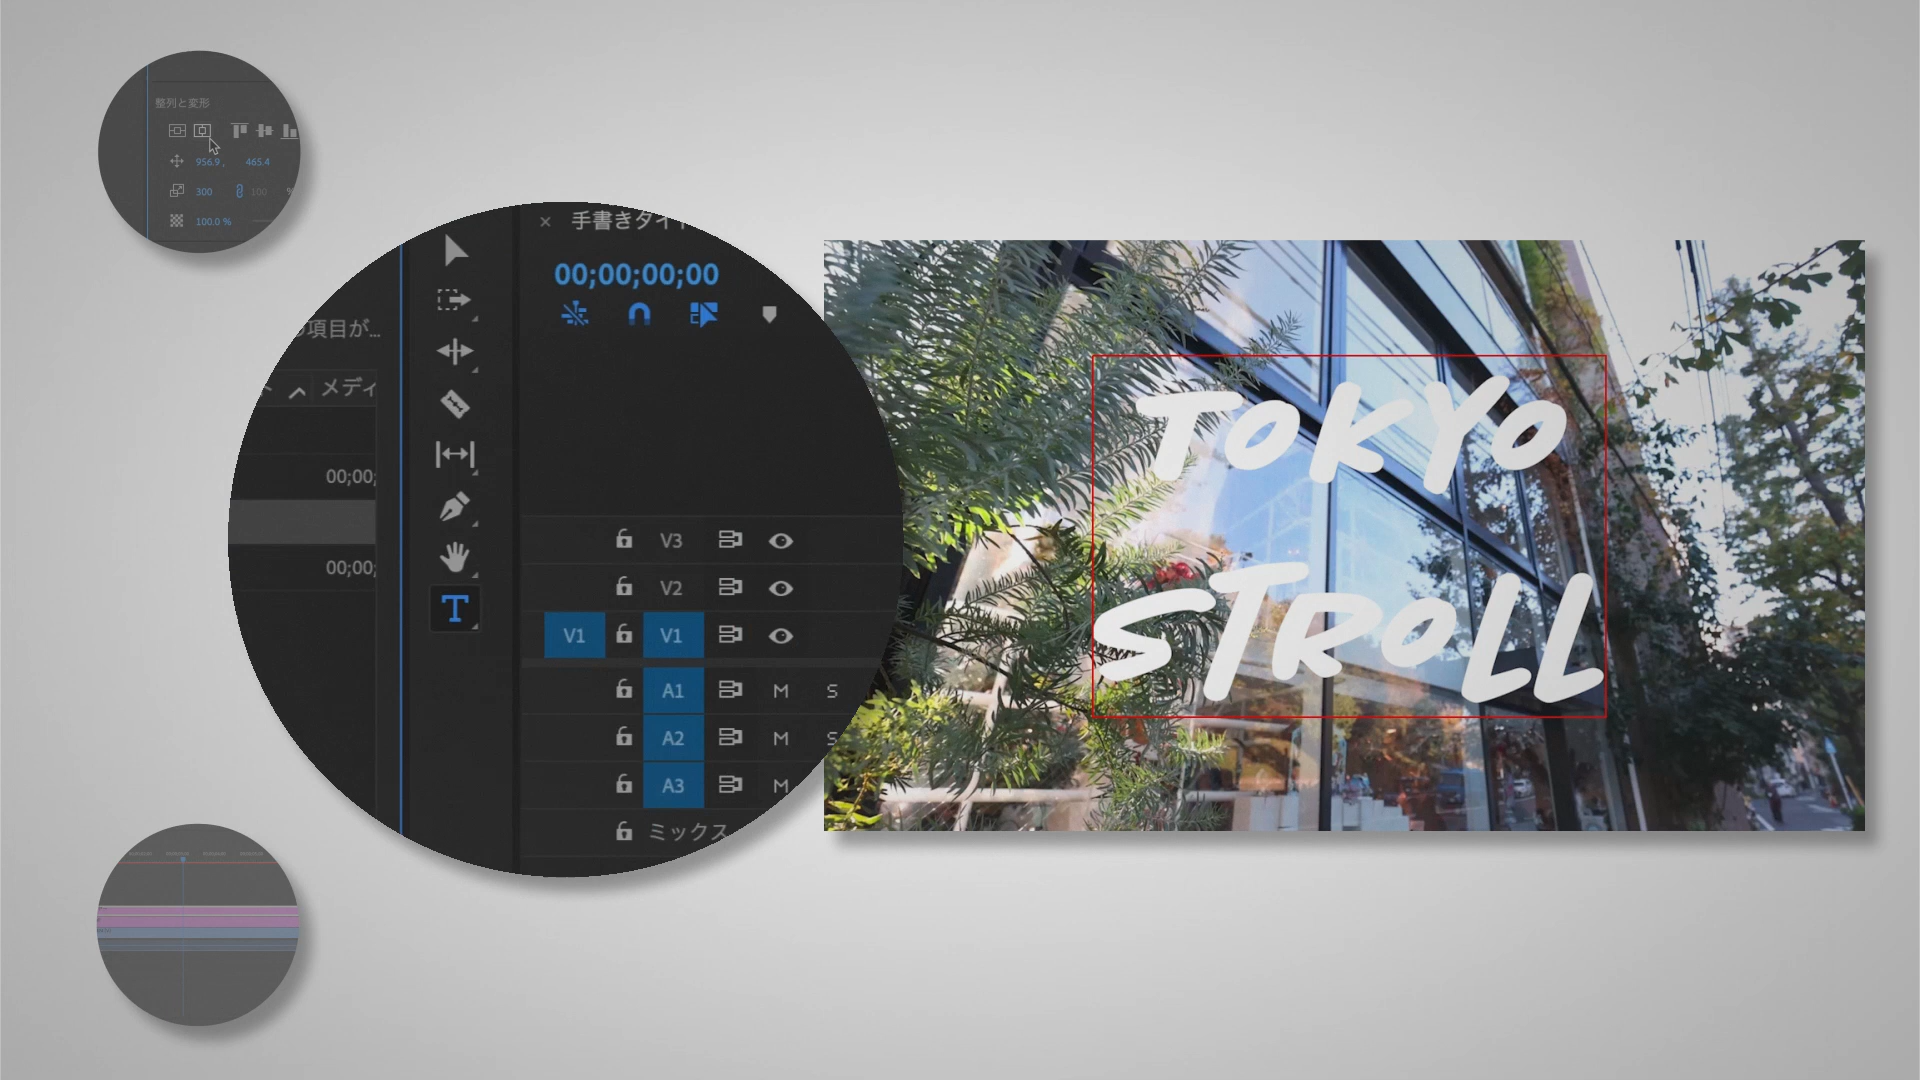 整列と変形
956.9 , 465.4
300 100 %
100.0 %
手書きタイ
00;00;00;00
の項目が...
メディ
00;00;
00;00;
T
V3
V2
V1 V1
A1 M S
A2 M S
A3 M
ミックス
TOKYO
STROLL